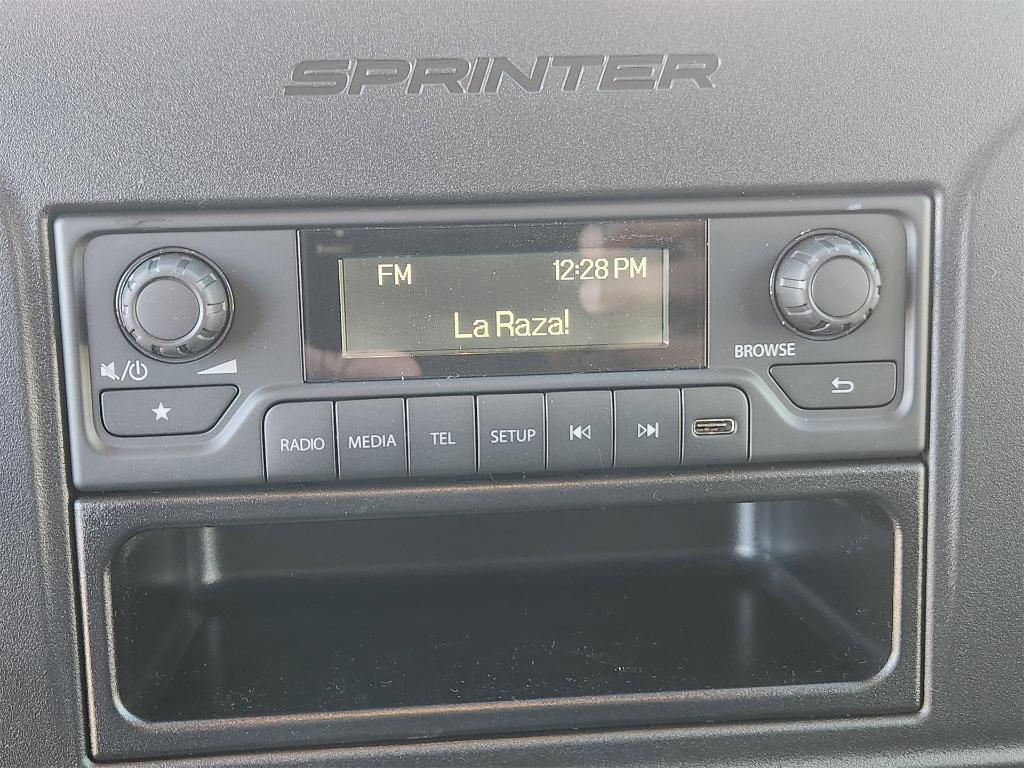 SPRINTER
FM 12:28 PM
La Raza!
BROWSE
RADIO MEDIA TEL SETUP